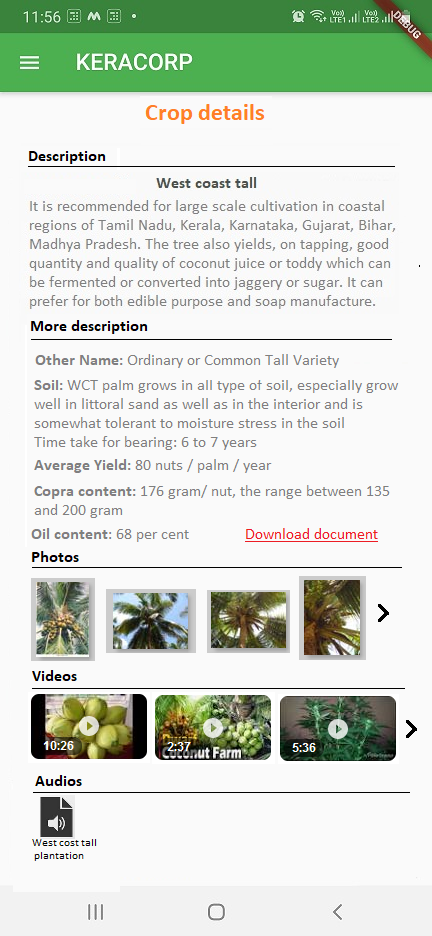 11:56
Vo)) LTE1 Vo)) LTE2
DEBUG
KERACORP
Crop details
Description
West coast tall
It is recommended for large scale cultivation in coastal
regions of Tamil Nadu, Kerala, Karnataka, Gujarat, Bihar,
Madhya Pradesh. The tree also yields, on tapping, good
quantity and quality of coconut juice or toddy which can
be fermented or converted into jaggery or sugar. It can
prefer for both edible purpose and soap manufacture.
More description
Other Name: Ordinary or Common Tall Variety
Soil: WCT palm grows in all type of soil, especially grow
well in littoral sand as well as in the interior and is
somewhat tolerant to moisture stress in the soil
Time take for bearing: 6 to 7 years
Average Yield: 80 nuts / palm / year
Copra content: 176 gram/ nut, the range between 135
and 200 gram
Oil content: 68 per cent Download document
Photos
Videos
10:26 2:37 5:36
Coconut Farm
Audios
West cost tall
plantation